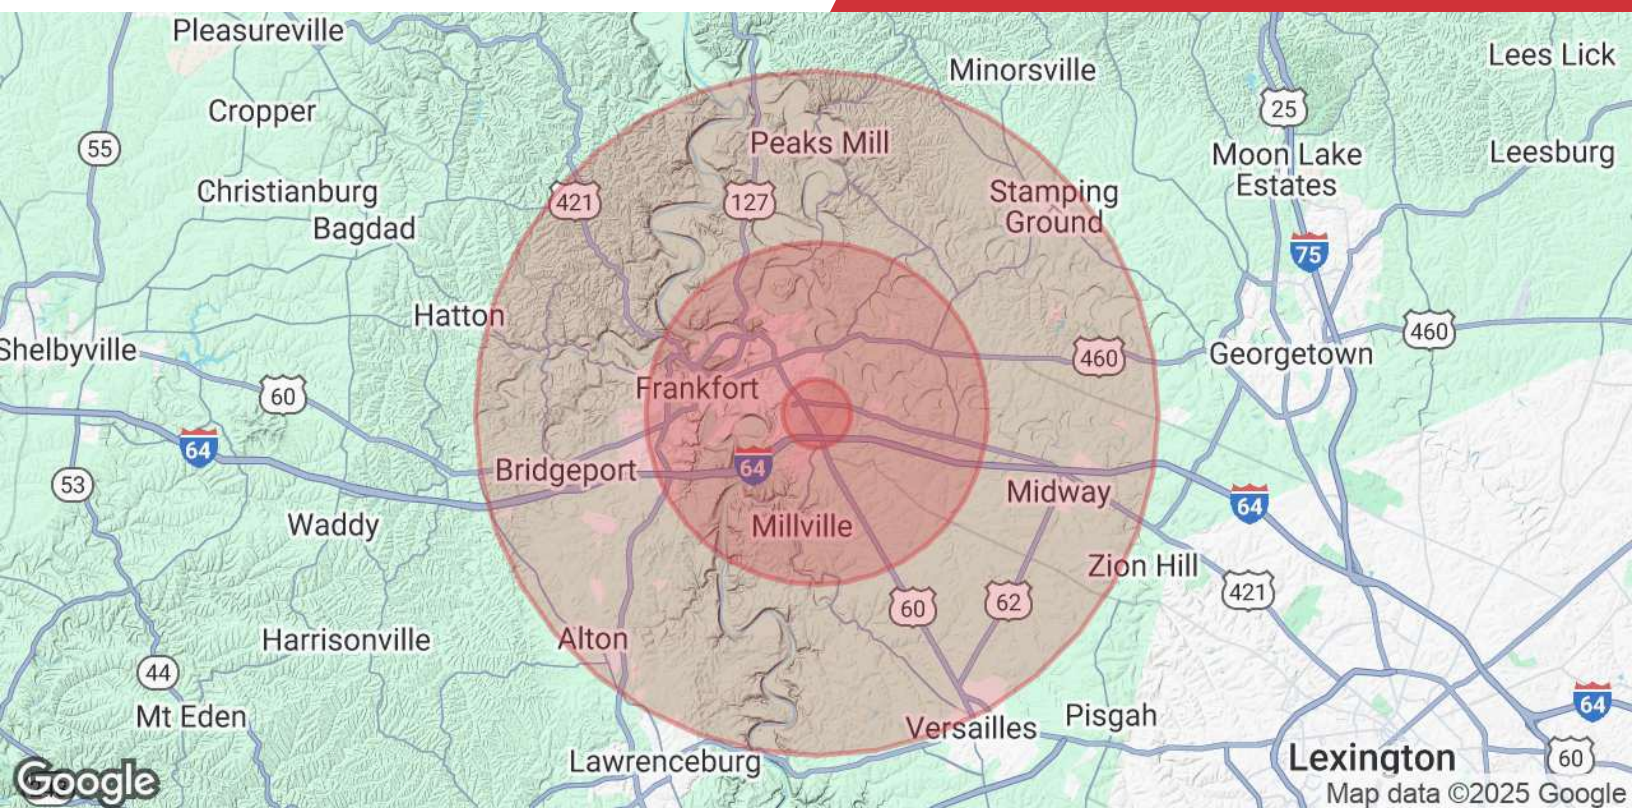 Pleasureville
Minorsville
Lees Lick
Cropper
25
55
Peaks Mill
Moon Lake
Estates
Leesburg
Christianburg
421
127
Stamping
Ground
Bagdad
75
Hatton
460
Shelbyville
460
Georgetown
60
Frankfort
64
Bridgeport
64
53
Midway
64
Waddy
Millville
Zion Hill
421
60
62
Harrisonville
Alton
44
64
Mt Eden
Versailles
Pisgah
Lawrenceburg
Lexington
60
Google
Map data ©2025 Google